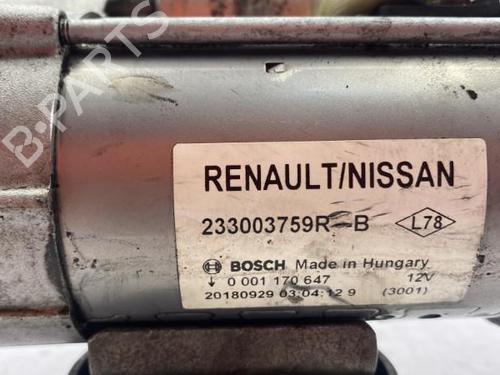 B-PARTS
RENAULT/NISSAN
233003759R-B L78
BOSCH Made in Hungary
0 001 170 647 12V
20180929 03:04:12 9 (3001)